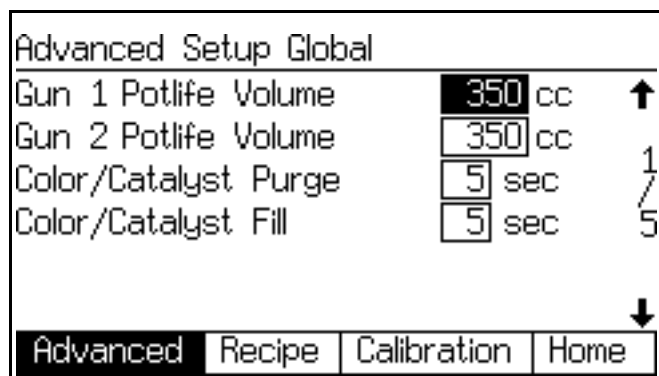 Advanced Setup Global
Gun 1 Potlife Volume 350 cc
Gun 2 Potlife Volume 350 cc
Color/Catalyst Purge 5 sec
Color/Catalyst Fill 5 sec
1/5
Advanced Recipe Calibration Home